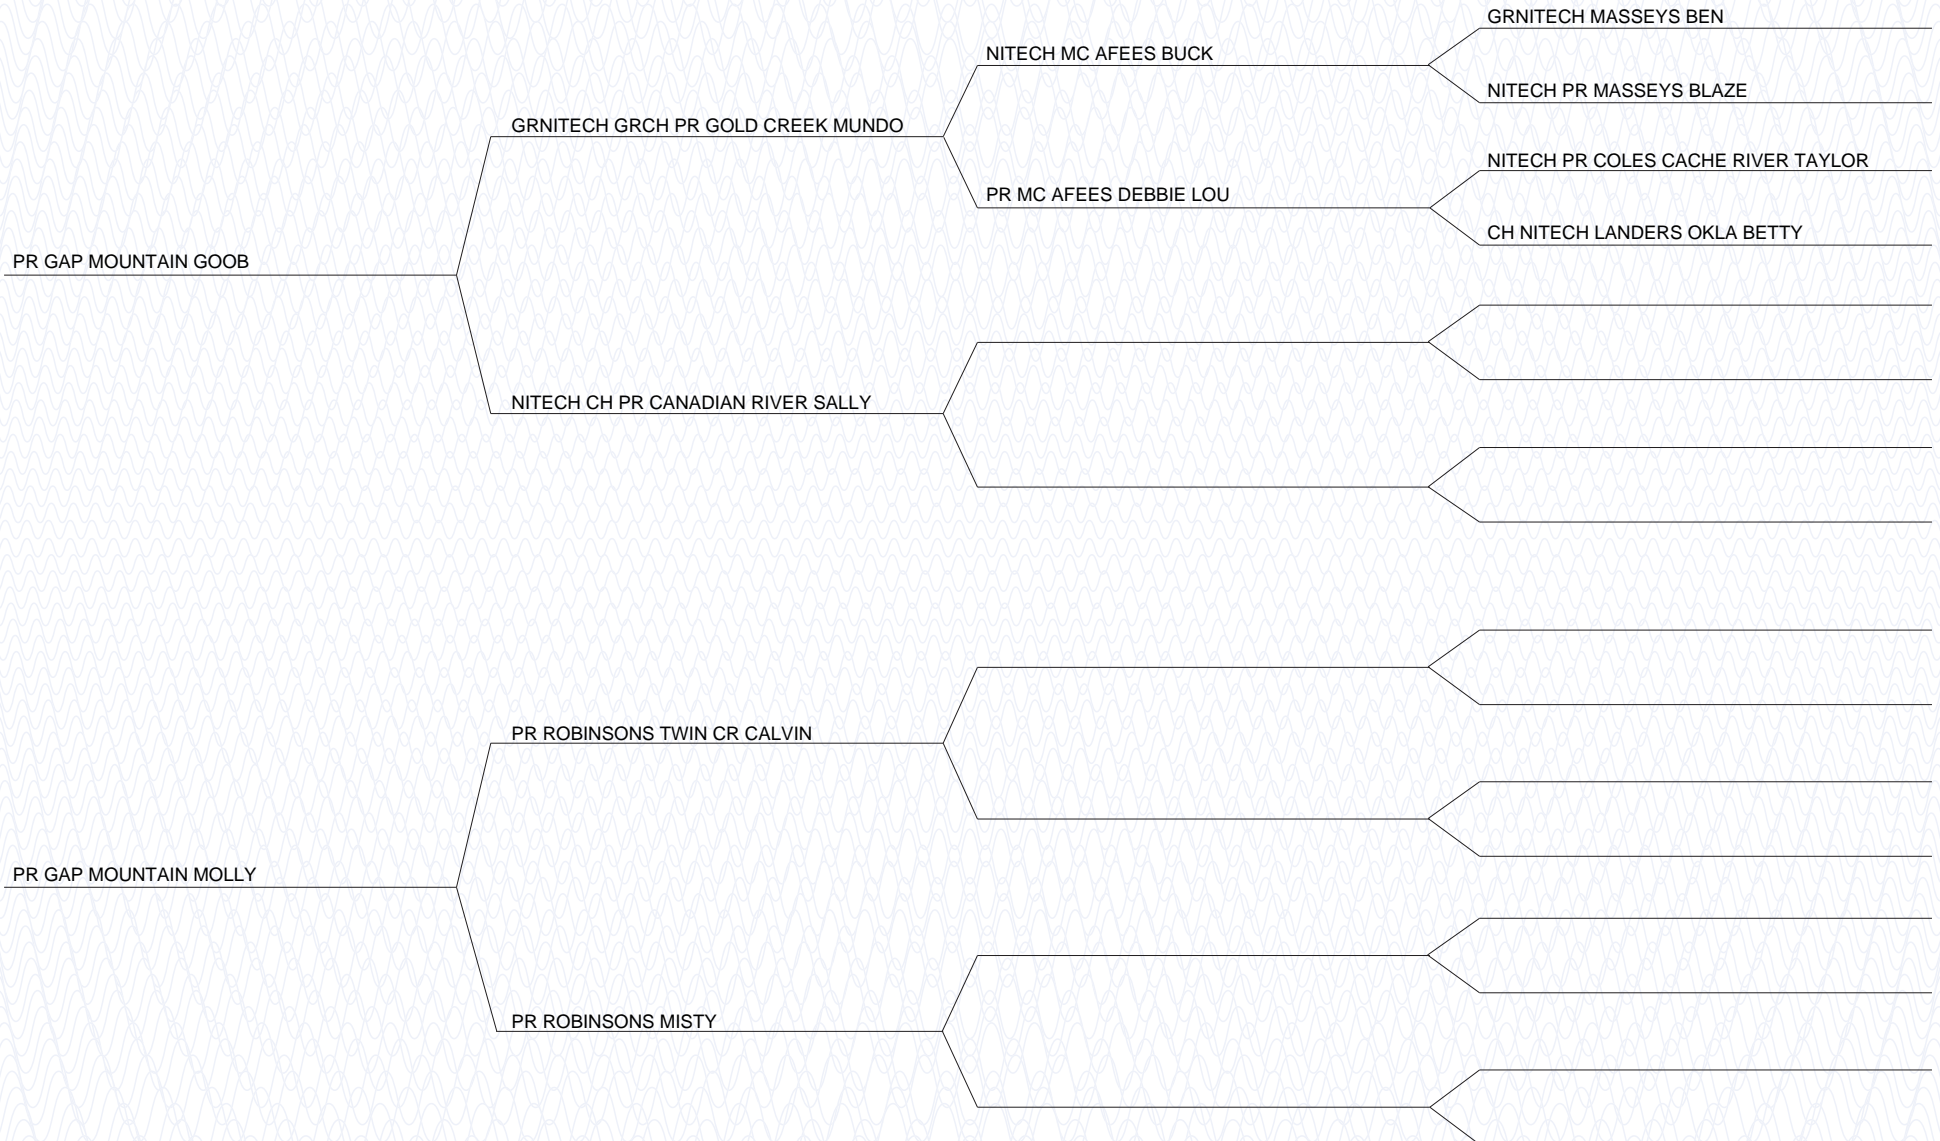 GRNITECH MASSEYS BEN
NITECH MC AFEES BUCK
NITECH PR MASSEYS BLAZE
GRNITECH GRCH PR GOLD CREEK MUNDO
NITECH PR COLES CACHE RIVER TAYLOR
PR MC AFEES DEBBIE LOU
CH NITECH LANDERS OKLA BETTY
PR GAP MOUNTAIN GOOB
NITECH CH PR CANADIAN RIVER SALLY
PR ROBINSONS TWIN CR CALVIN
PR GAP MOUNTAIN MOLLY
PR ROBINSONS MISTY